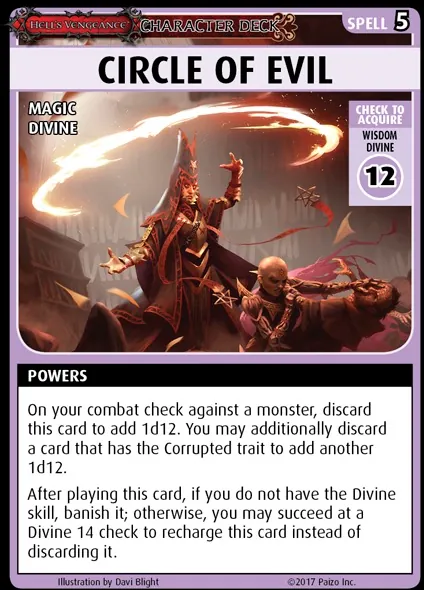 HELL'S VENGEANCE CHARACTER DECK SPELL 5
CIRCLE OF EVIL
MAGIC
DIVINE
CHECK TO
ACQUIRE
WISDOM
DIVINE
12
POWERS
On your combat check against a monster, discard
this card to add 1d12. You may additionally discard
a card that has the Corrupted trait to add another
1d12.
After playing this card, if you do not have the Divine
skill, banish it; otherwise, you may succeed at a
Divine 14 check to recharge this card instead of
discarding it.
Illustration by Davi Blight ©2017 Paizo Inc.